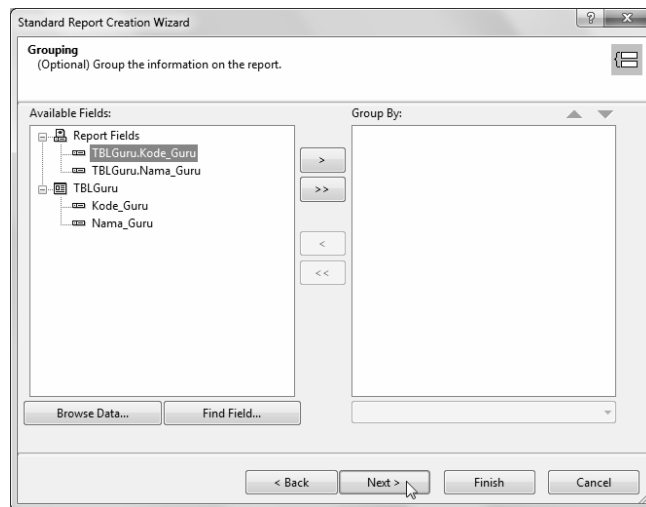 Standard Report Creation Wizard
?
X
Grouping
(Optional) Group the information on the report.
Available Fields:
Group By:
Report Fields
TBLGuru.Kode_Guru
TBLGuru.Nama_Guru
TBLGuru
Kode_Guru
Nama_Guru
>
>>
<
<<
Browse Data...
Find Field...
< Back
Next >
Finish
Cancel